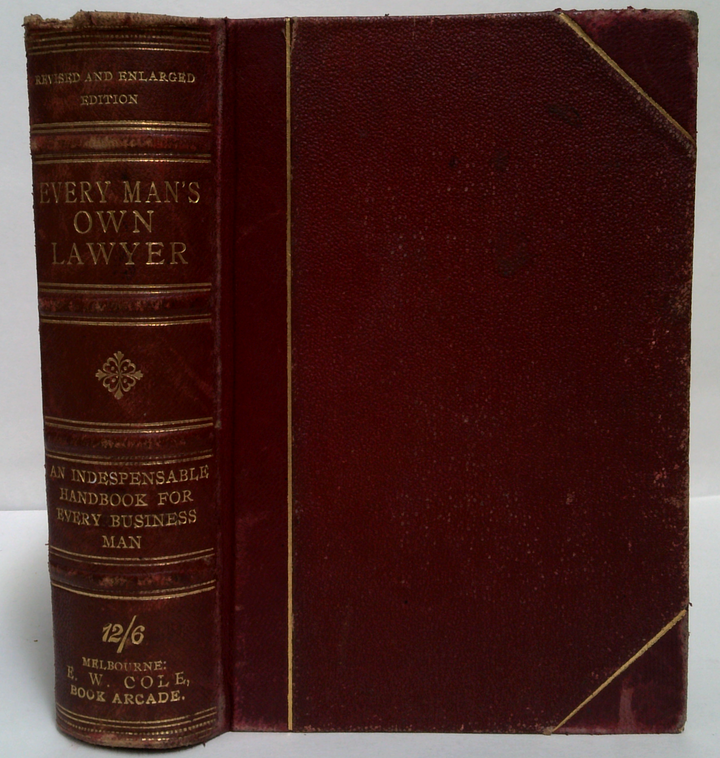 REVISED AND ENLARGED
EDITION
EVERY MAN'S
OWN
LAWYER
AN INDESPENSABLE
HANDBOOK FOR
EVERY BUSINESS
MAN
12/6
MELBOURNE:
E. W. COLE,
BOOK ARCADE.